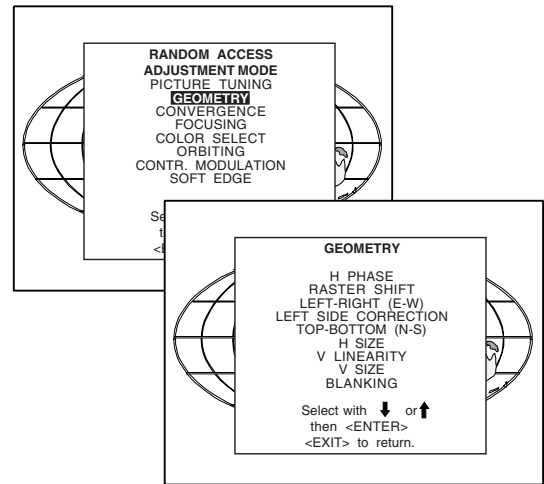 RANDOM ACCESS
ADJUSTMENT MODE
PICTURE TUNING
GEOMETRY
CONVERGENCE
FOCUSING
COLOR SELECT
ORBITING
CONTR. MODULATION
SOFT EDGE
GEOMETRY
H PHASE
RASTER SHIFT
LEFT-RIGHT (E-W)
LEFT SIDE CORRECTION
TOP-BOTTOM (N-S)
H SIZE
V LINEARITY
V SIZE
BLANKING
Select with ⬇ or ⬆
then <ENTER>
<EXIT> to return.